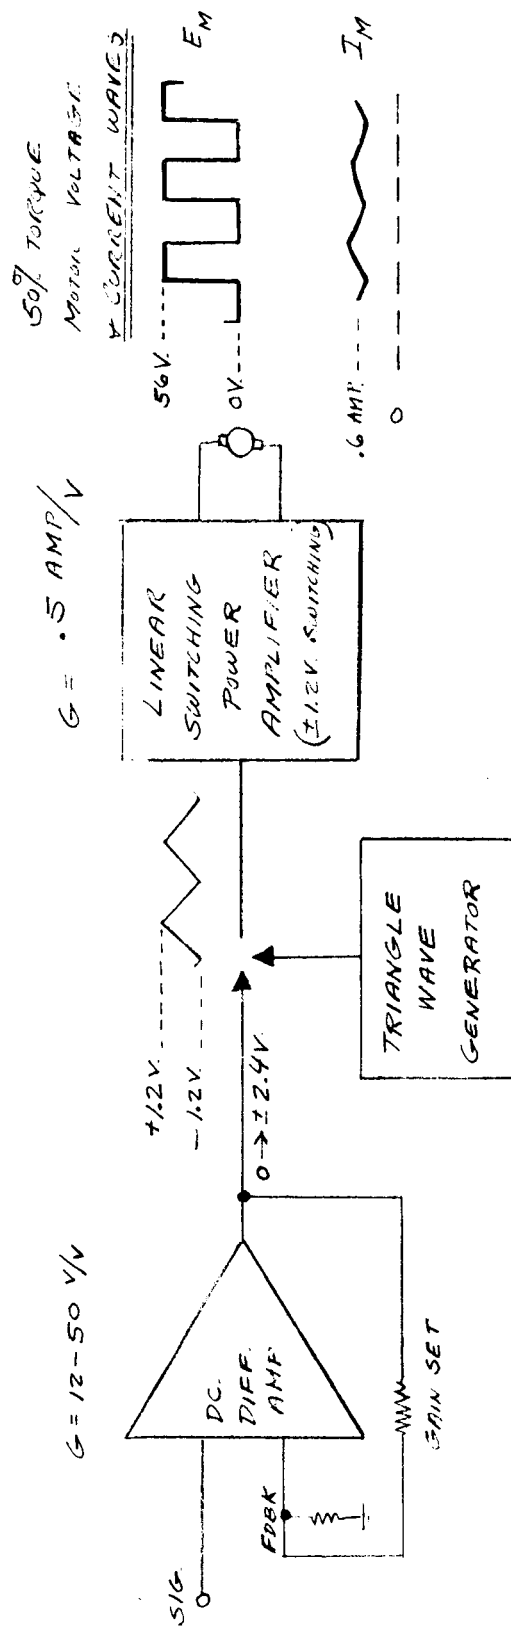 G = 12-50 V/V
SIG.
FDBK
DC.
DIFF.
AMP
GAIN SET
+1.2V.
-1.2V.
0→±2.4V.
TRIANGLE
WAVE
GENERATOR
G = .5 AMP/V
LINEAR
SWITCHING
POWER
AMPLIFIER
(±1.2V. SWITCHING)
50% TORQUE
MOTOR VOLTAGE
& CURRENT WAVES
56V.
0V.
E M
.6 AMP.
0
I M